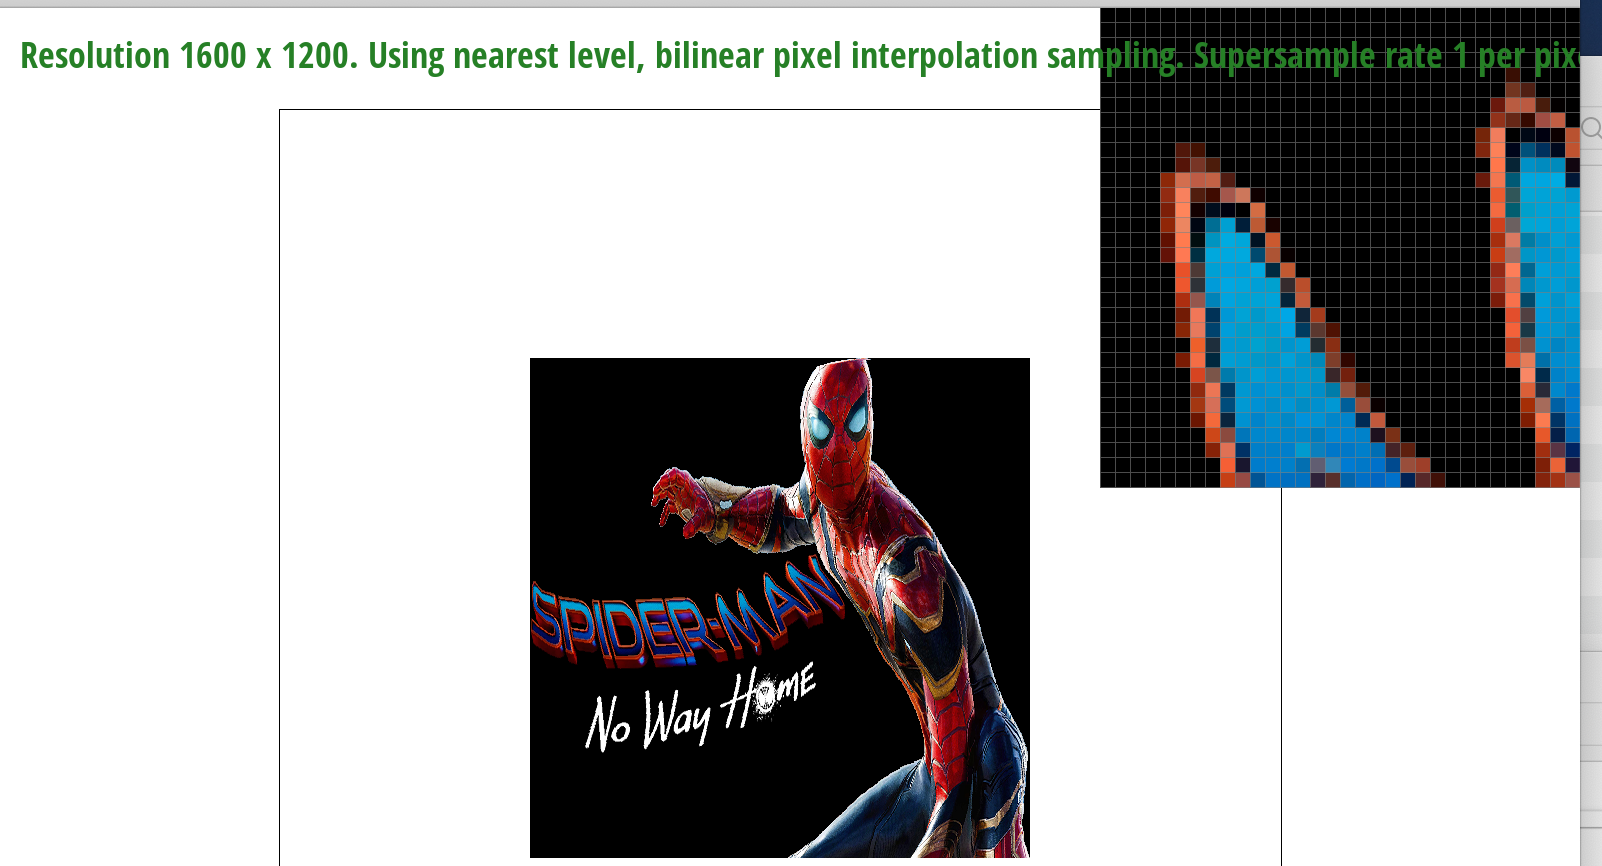 Resolution 1600 x 1200. Using nearest level, bilinear pixel interpolation sampling. Supersample rate 1 per pix
SPIDER-MAN
No Way Home